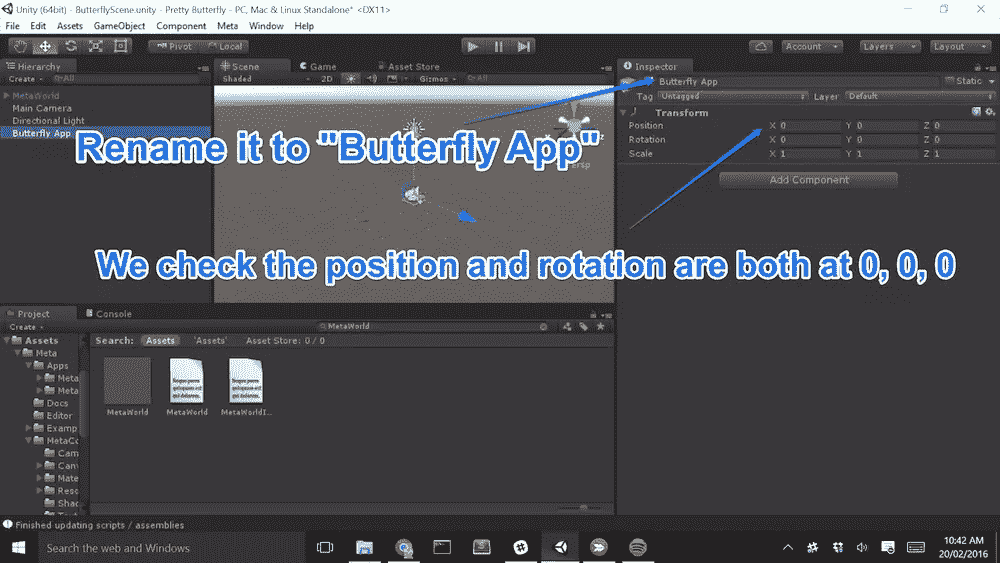 Unity (64bit) - ButterflyScene.unity - Pretty Butterfly - PC, Mac & Linux Standalone* <DX11>
File Edit Assets GameObject Component Meta Window Help
Pivot Local Account Layers Layout
Hierarchy
Create All
MetaWorld
Main Camera
Directional Light
Butterfly App
Scene Game Asset Store
Shaded 2D Gizmos All
Rename it to "Butterfly App"
We check the position and rotation are both at 0, 0, 0
Inspector
Butterfly App Static
Tag Untagged Layer Default
Transform
Position X 0 Y 0 Z 0
Rotation X 0 Y 0 Z 0
Scale X 1 Y 1 Z 1
Add Component
Project Console
Create MetaWorld
Assets
Meta
Apps
Meta
Meta
Docs
Editor
Examp
MetaCo
Cam
Canv
Mate
Reso
Shad
Search: Assets 'Assets' Asset Store: 0 / 0
MetaWorld MetaWorld MetaWorldI...
Finished updating scripts / assemblies
Search the web and Windows
10:42 AM
20/02/2016